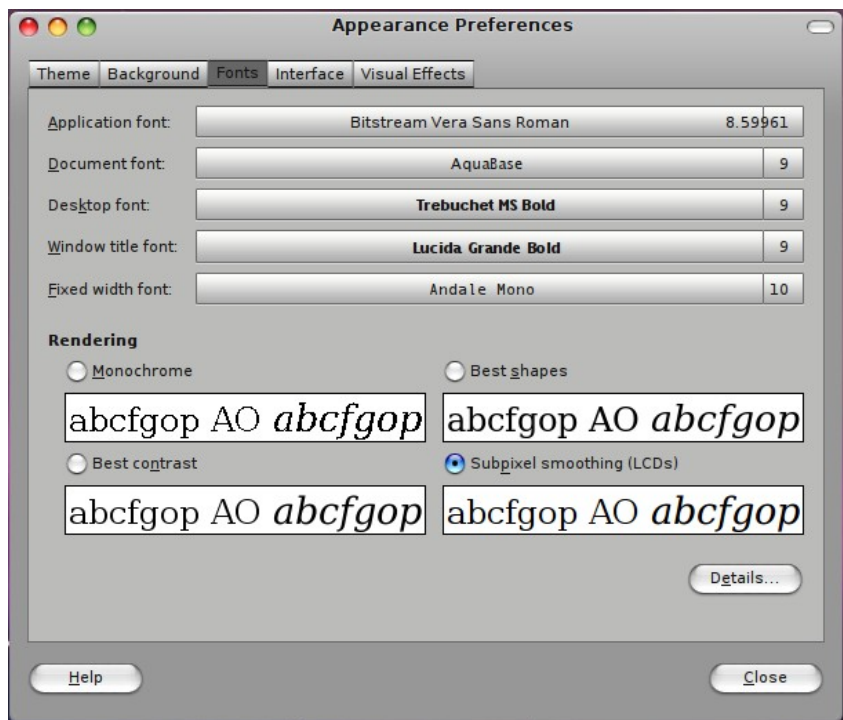 Appearance Preferences
Theme Background Fonts Interface Visual Effects
Application font: Bitstream Vera Sans Roman 8.59961
Document font: AquaBase 9
Desktop font: Trebuchet MS Bold 9
Window title font: Lucida Grande Bold 9
Fixed width font: Andale Mono 10
Rendering
Monochrome Best shapes
abcfgop AO abcfgop abcfgop AO abcfgop
Best contrast Subpixel smoothing (LCDs)
abcfgop AO abcfgop abcfgop AO abcfgop
Details...
Help Close